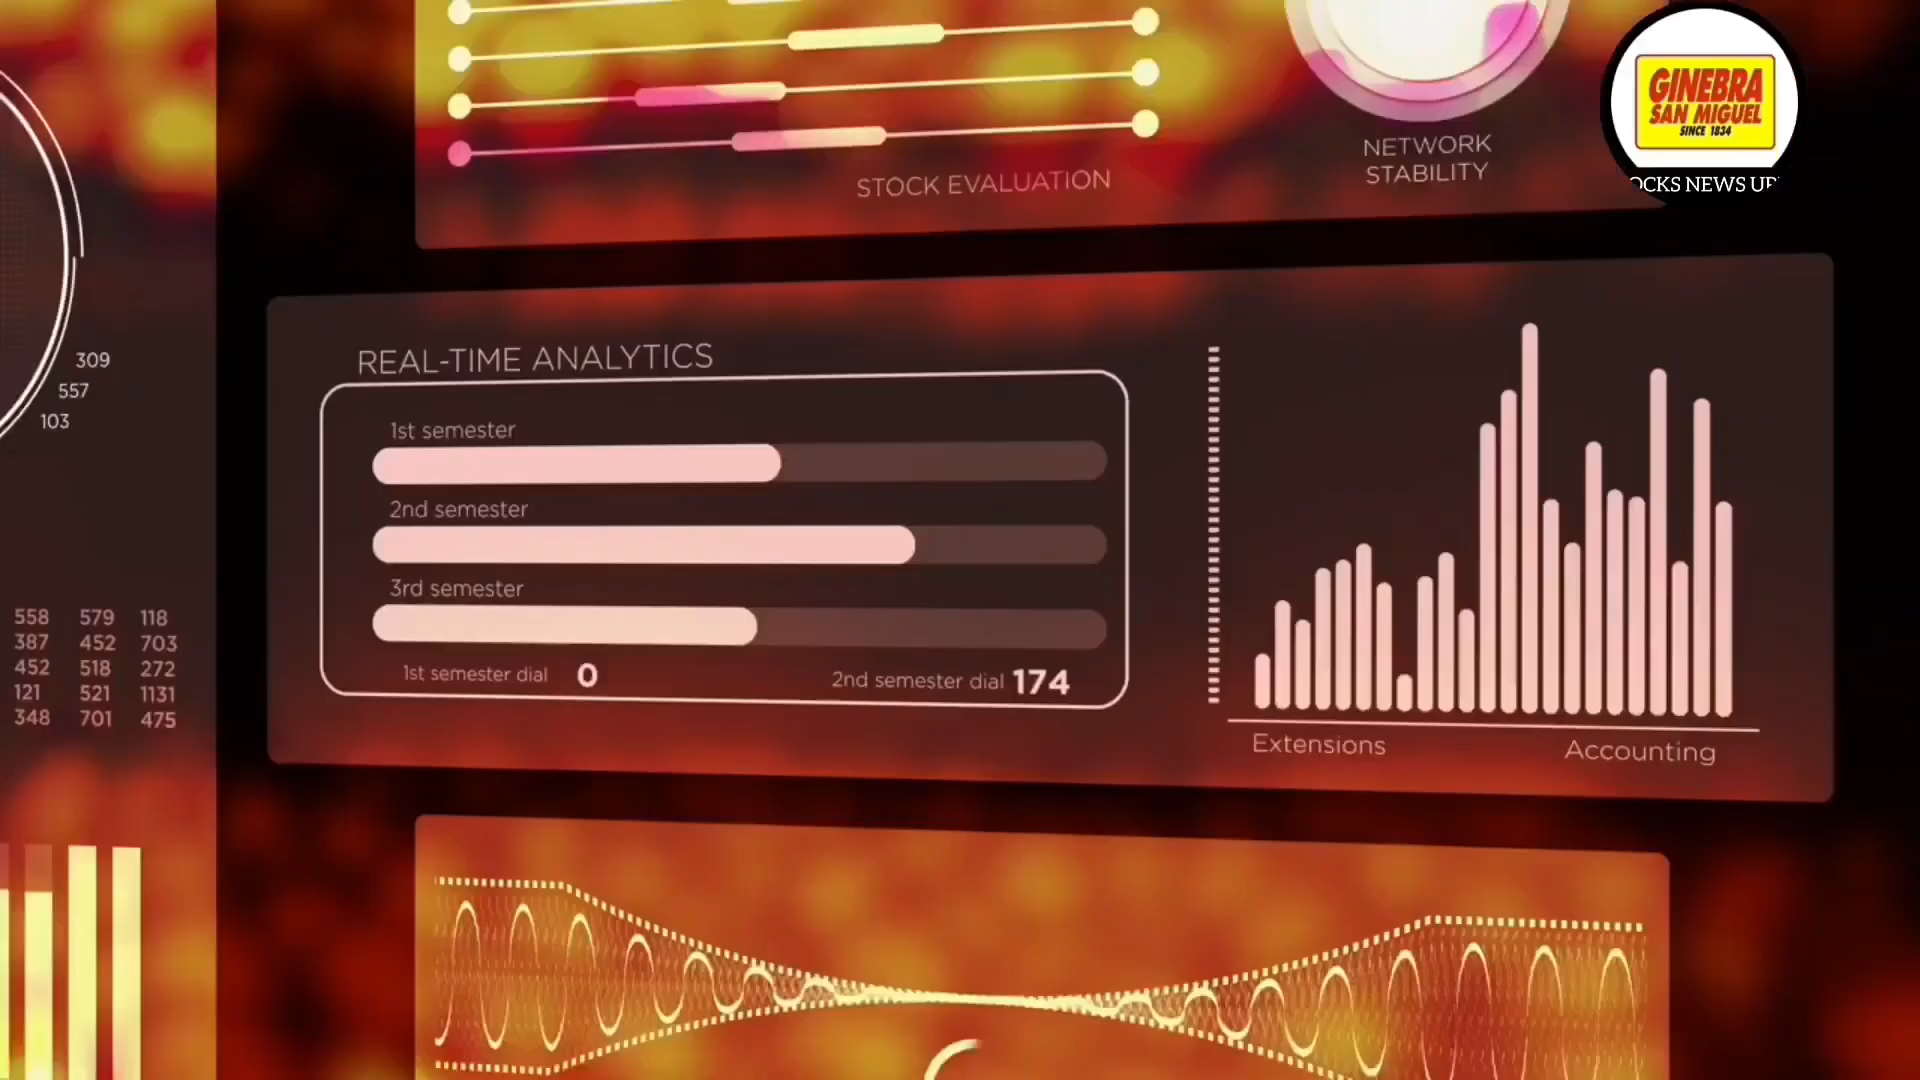 GINEBRA
SAN MIGUEL
SINCE 1834
NEWS
STOCK EVALUATION
NETWORK
STABILITY
309
557
103
REAL-TIME ANALYTICS
1st semester
2nd semester
3rd semester
1st semester dial 0
2nd semester dial 174
Extensions
Accounting
558 579 118
387 452 703
452 518 272
121 521 1131
348 701 475